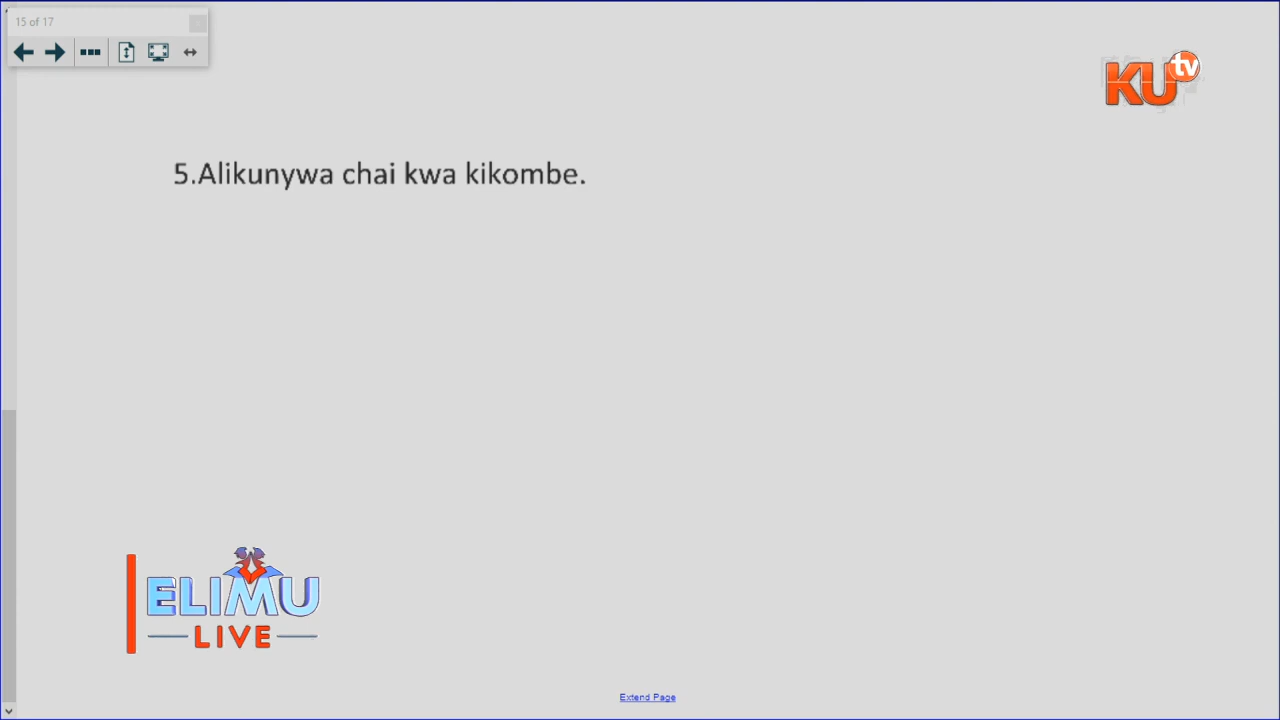 15 of 17
KU tv
5.Alikunywa chai kwa kikombe.
ELIMU
LIVE
Extend Page